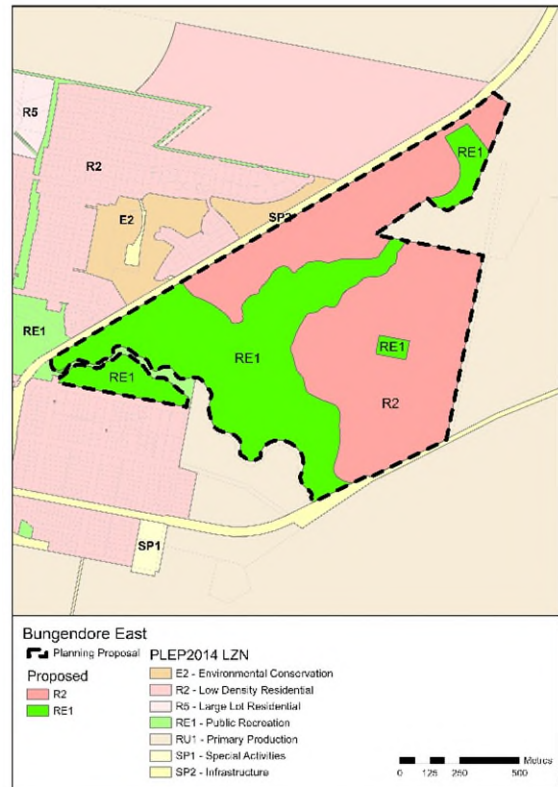 R5
R2
RE1
E2
SP2
RE1
RE1
RE1
RE1
R2
SP1
Bungendore East
Planning Proposal
PLEP2014 LZN
Proposed
R2
RE1
E2 - Environmental Conservation
R2 - Low Density Residential
R5 - Large Lot Residential
RE1 - Public Recreation
RU1 - Primary Production
SP1 - Special Activities
SP2 - Infrastructure
Metres
0 125 250 500